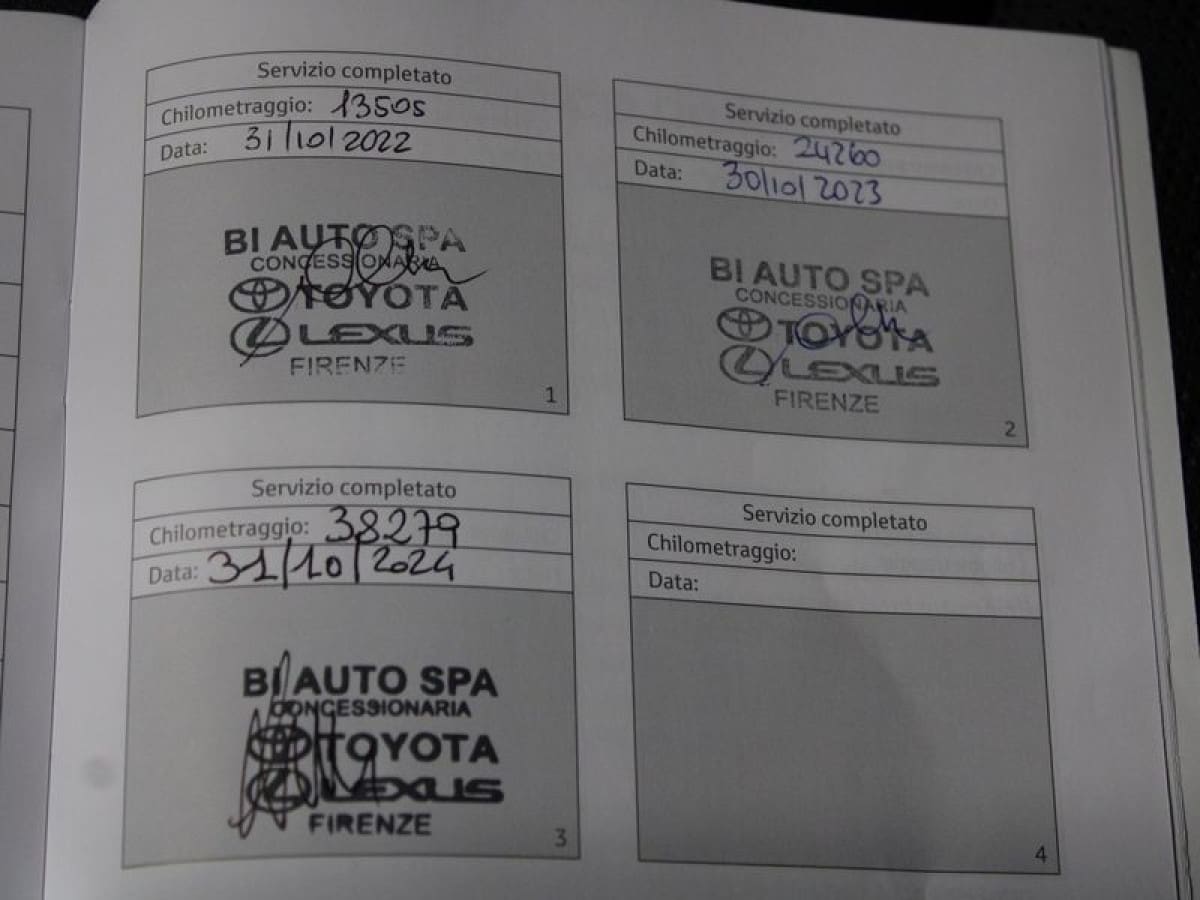 Servizio completato
Chilometraggio: 13505
Data: 31/10/2022
BI AUTO SPA
CONCESSIONARIA
TOYOTA
LEXUS
FIRENZE
1
Servizio completato
Chilometraggio: 24260
Data: 30/10/2023
BI AUTO SPA
CONCESSIONARIA
TOYOTA
LEXUS
FIRENZE
2
Servizio completato
Chilometraggio: 38279
Data: 31/10/2024
BI AUTO SPA
CONCESSIONARIA
TOYOTA
LEXUS
FIRENZE
3
Servizio completato
Chilometraggio:
Data:
4